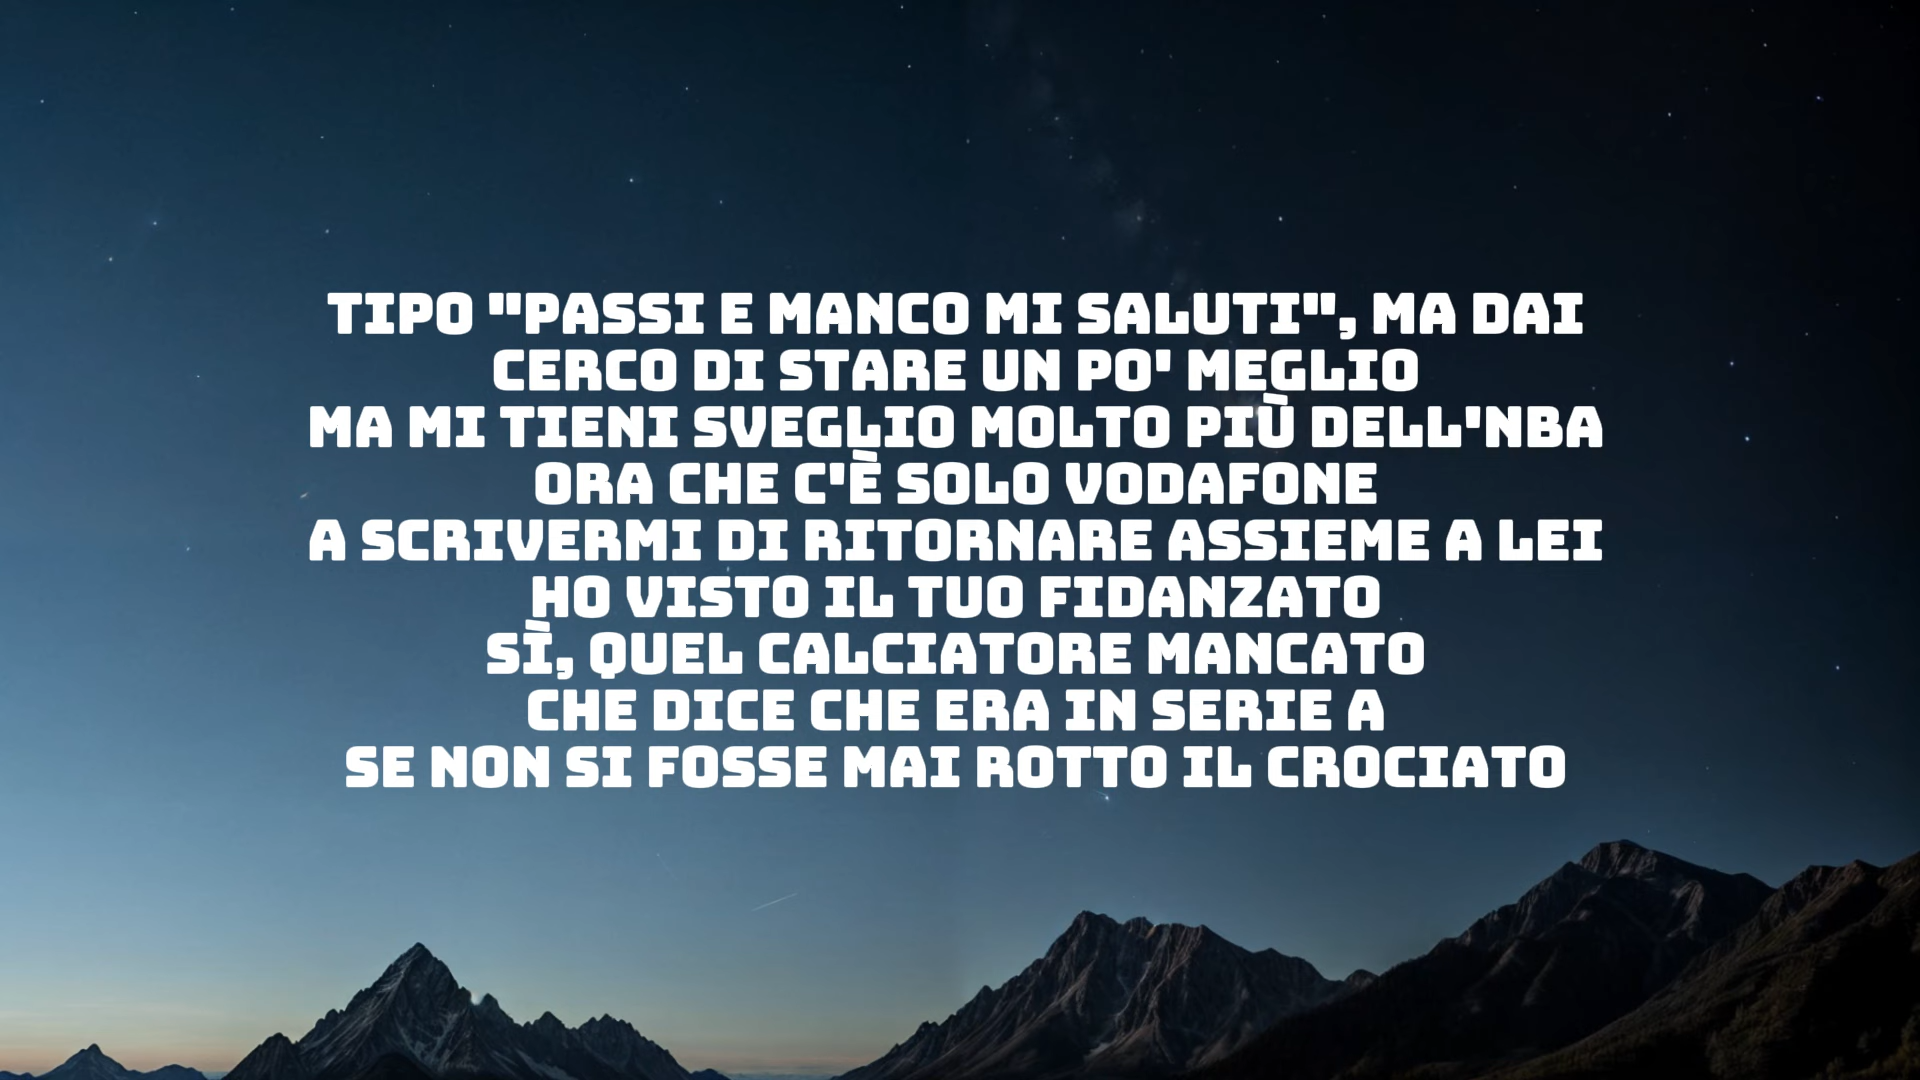 TIPO "PASSI E MANCO MI SALUTI", MA DAI
CERCO DI STARE UN PO' MEGLIO
MA MI TIENI SVEGLIO MOLTO PIÙ DELL'NBA
ORA CHE C'È SOLO VODAFONE
A SCRIVERMI DI RITORNARE ASSIEME A LEI
HO VISTO IL TUO FIDANZATO
SÌ, QUEL CALCIATORE MANCATO
CHE DICE CHE ERA IN SERIE A
SE NON SI FOSSE MAI ROTTO IL CROCIATO